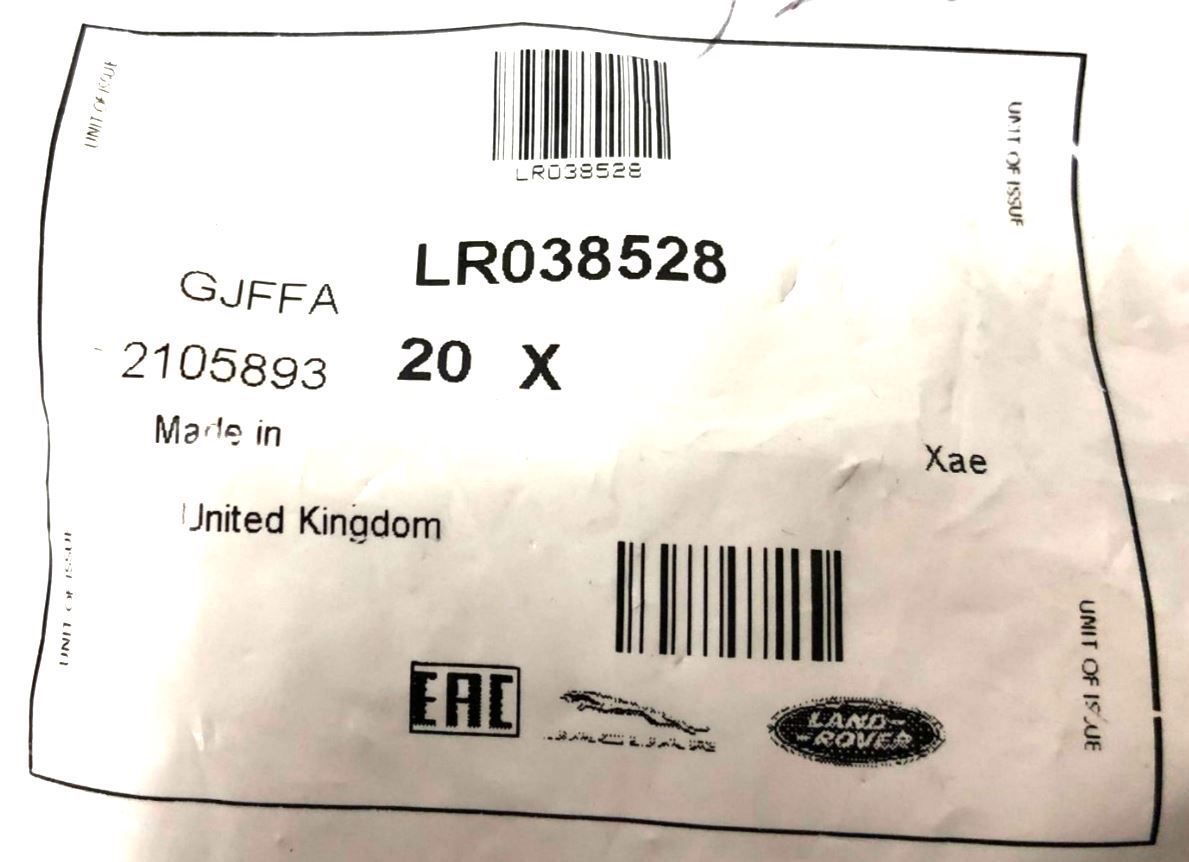 UNIT OF ISSUE
UNIT OF ISSUE
LR038528
LR038528
GJFFA
2105893 20 X
Made in
Xae
United Kingdom
UNIT OF ISSUE
UNIT OF ISSUE
EAC
LAND-
-ROVER